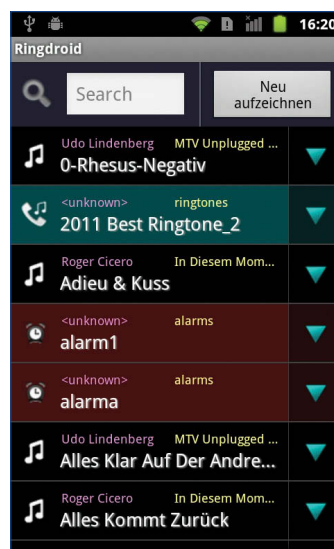 16:20
Ringdroid
Search
Neu
aufzeichnen
Udo Lindenberg MTV Unplugged ...
0-Rhesus-Negativ
<unknown> ringtones
2011 Best Ringtone_2
Roger Cicero In Diesem Mom...
Adieu & Kuss
<unknown> alarms
alarm1
<unknown> alarms
alarma
Udo Lindenberg MTV Unplugged ...
Alles Klar Auf Der Andre...
Roger Cicero In Diesem Mom...
Alles Kommt Zurück